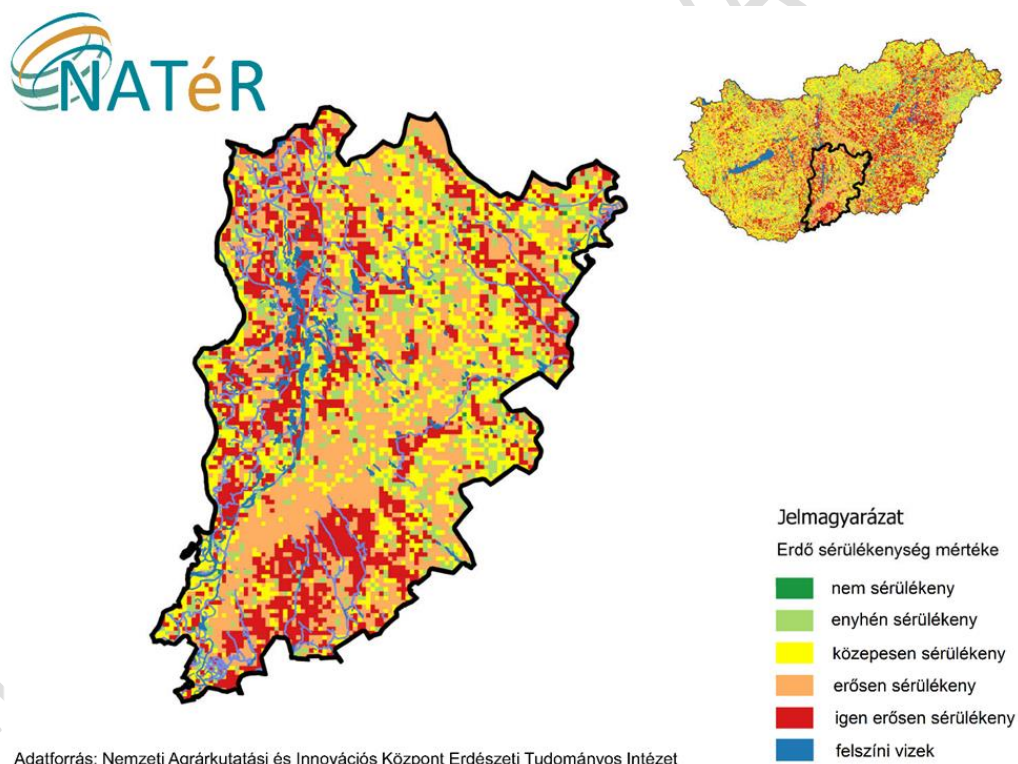 NATéR
Jelmagyarázat
Erdő sérülékenység mértéke
nem sérülékeny
enyhén sérülékeny
közepesen sérülékeny
erősen sérülékeny
igen erősen sérülékeny
felszíni vizek
Adatforrás: Nemzeti Agrárkutatási és Innovációs Központ Erdészeti Tudományos Intézet